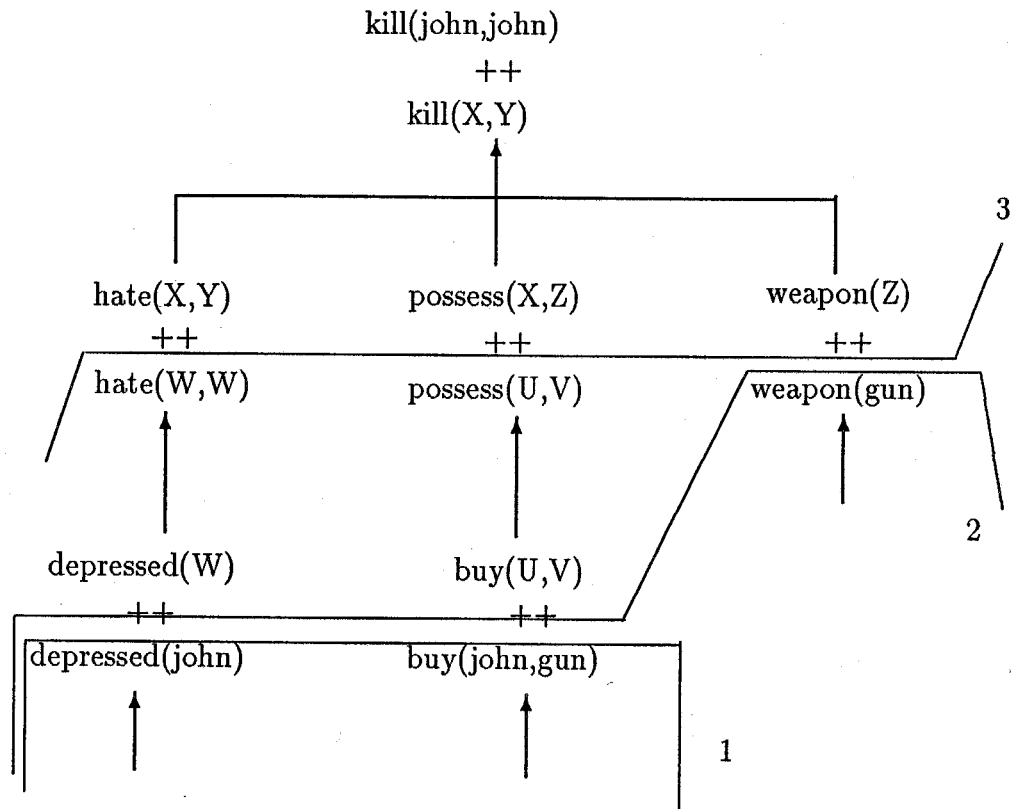 kill(john,john)
++
kill(X,Y)
3
hate(X,Y) possess(X,Z) weapon(Z)
++ ++ ++
hate(W,W) possess(U,V) weapon(gun)
2
depressed(W) buy(U,V)
++ ++
depressed(john) buy(john,gun)
1